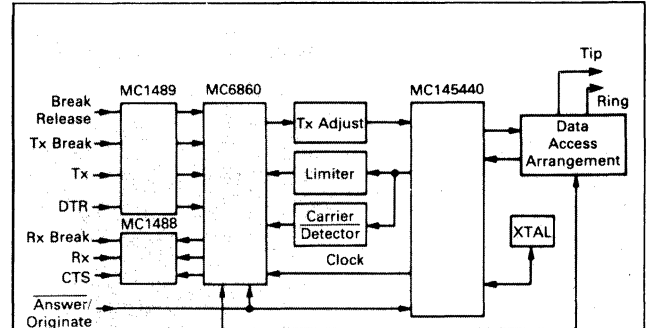 Tip
Ring
MC1489
MC6860
MC145440
Break
Release
Tx Break
Tx
DTR
MC1488
Rx Break
Rx
CTS
Answer/
Originate
Tx Adjust
Limiter
Carrier
Detector
Clock
Data
Access
Arrangement
XTAL